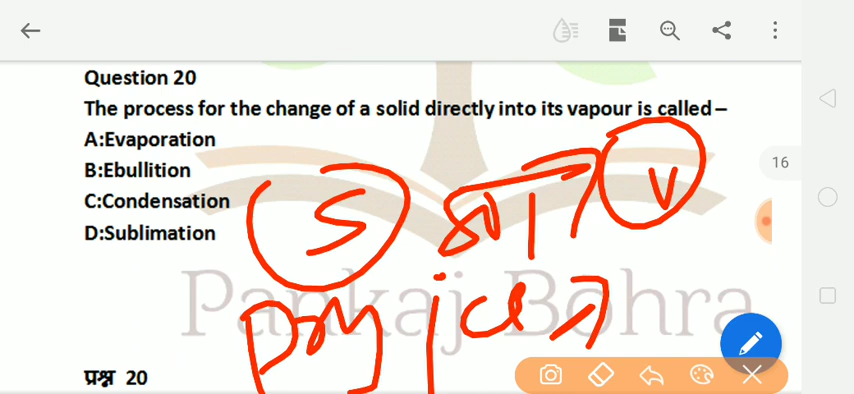 Question 20
The process for the change of a solid directly into its vapour is called –
16
A:Evaporation
B:Ebullition
C:Condensation
D:Sublimation
S
V
Pankaj Bohra
प्रश्न 20